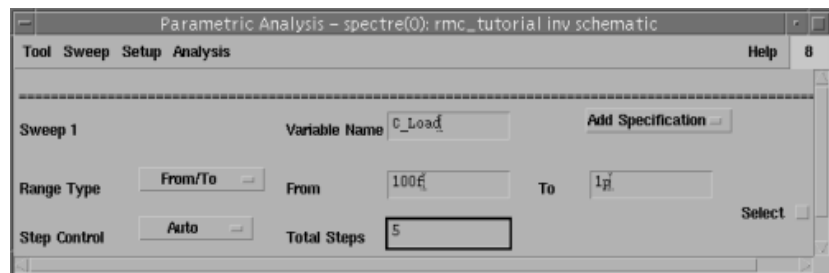 Parametric Analysis – spectre(0): rmc_tutorial inv schematic
Tool Sweep Setup Analysis Help 8
Sweep 1 Variable Name C_Load Add Specification
Range Type From/To From 100f To 1p
Select
Step Control Auto Total Steps 5